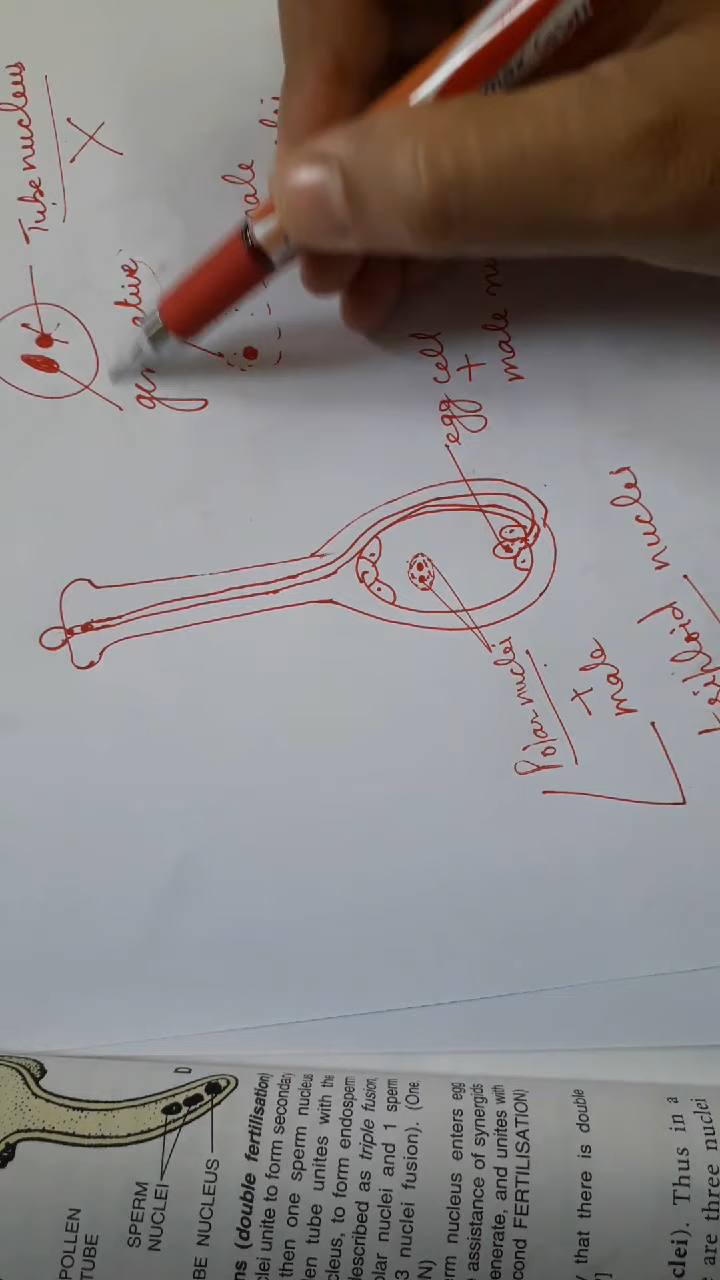 Tube nucleus
X
male
egg cell
+
male
Polar-nuclei
+
male
triploid nuclei
POLLEN
TUBE
SPERM
NUCLEI
BE NUCLEUS
D
ns (double fertilisation)
lei unite to form secondary
then one sperm nucleus
en tube unites with the
cleus, to form endosperm
described as triple fusion,
lar nuclei and 1 sperm
3 nuclei fusion). (One
N)
rm nucleus enters egg
assistance of synergids
enerate, and unites with
cond FERTILISATION)
that there is double
]
clei). Thus in a
are three nuclei